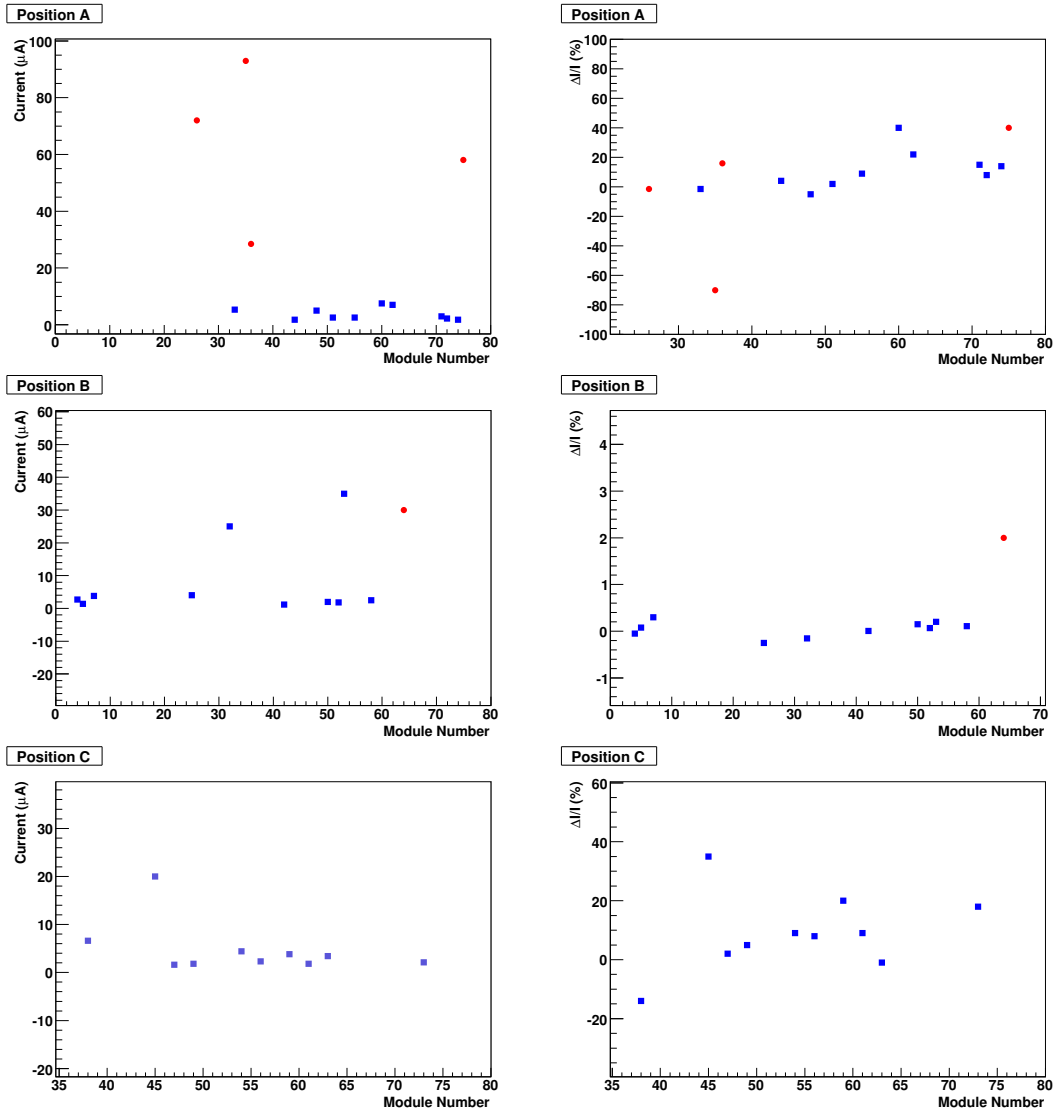 Position A
Current (μA)
100
80
60
40
20
0
0 10 20 30 40 50 60 70 80
Module Number
Position A
ΔI/I (%)
100
80
60
40
20
0
-20
-40
-60
-80
-100
30 40 50 60 70 80
Module Number
Position B
Current (μA)
60
50
40
30
20
10
0
-10
-20
0 10 20 30 40 50 60 70 80
Module Number
Position B
ΔI/I (%)
4
3
2
1
0
-1
0 10 20 30 40 50 60 70
Module Number
Position C
Current (μA)
30
20
10
0
-10
-20
35 40 45 50 55 60 65 70 75 80
Module Number
Position C
ΔI/I (%)
60
40
20
0
-20
35 40 45 50 55 60 65 70 75 80
Module Number